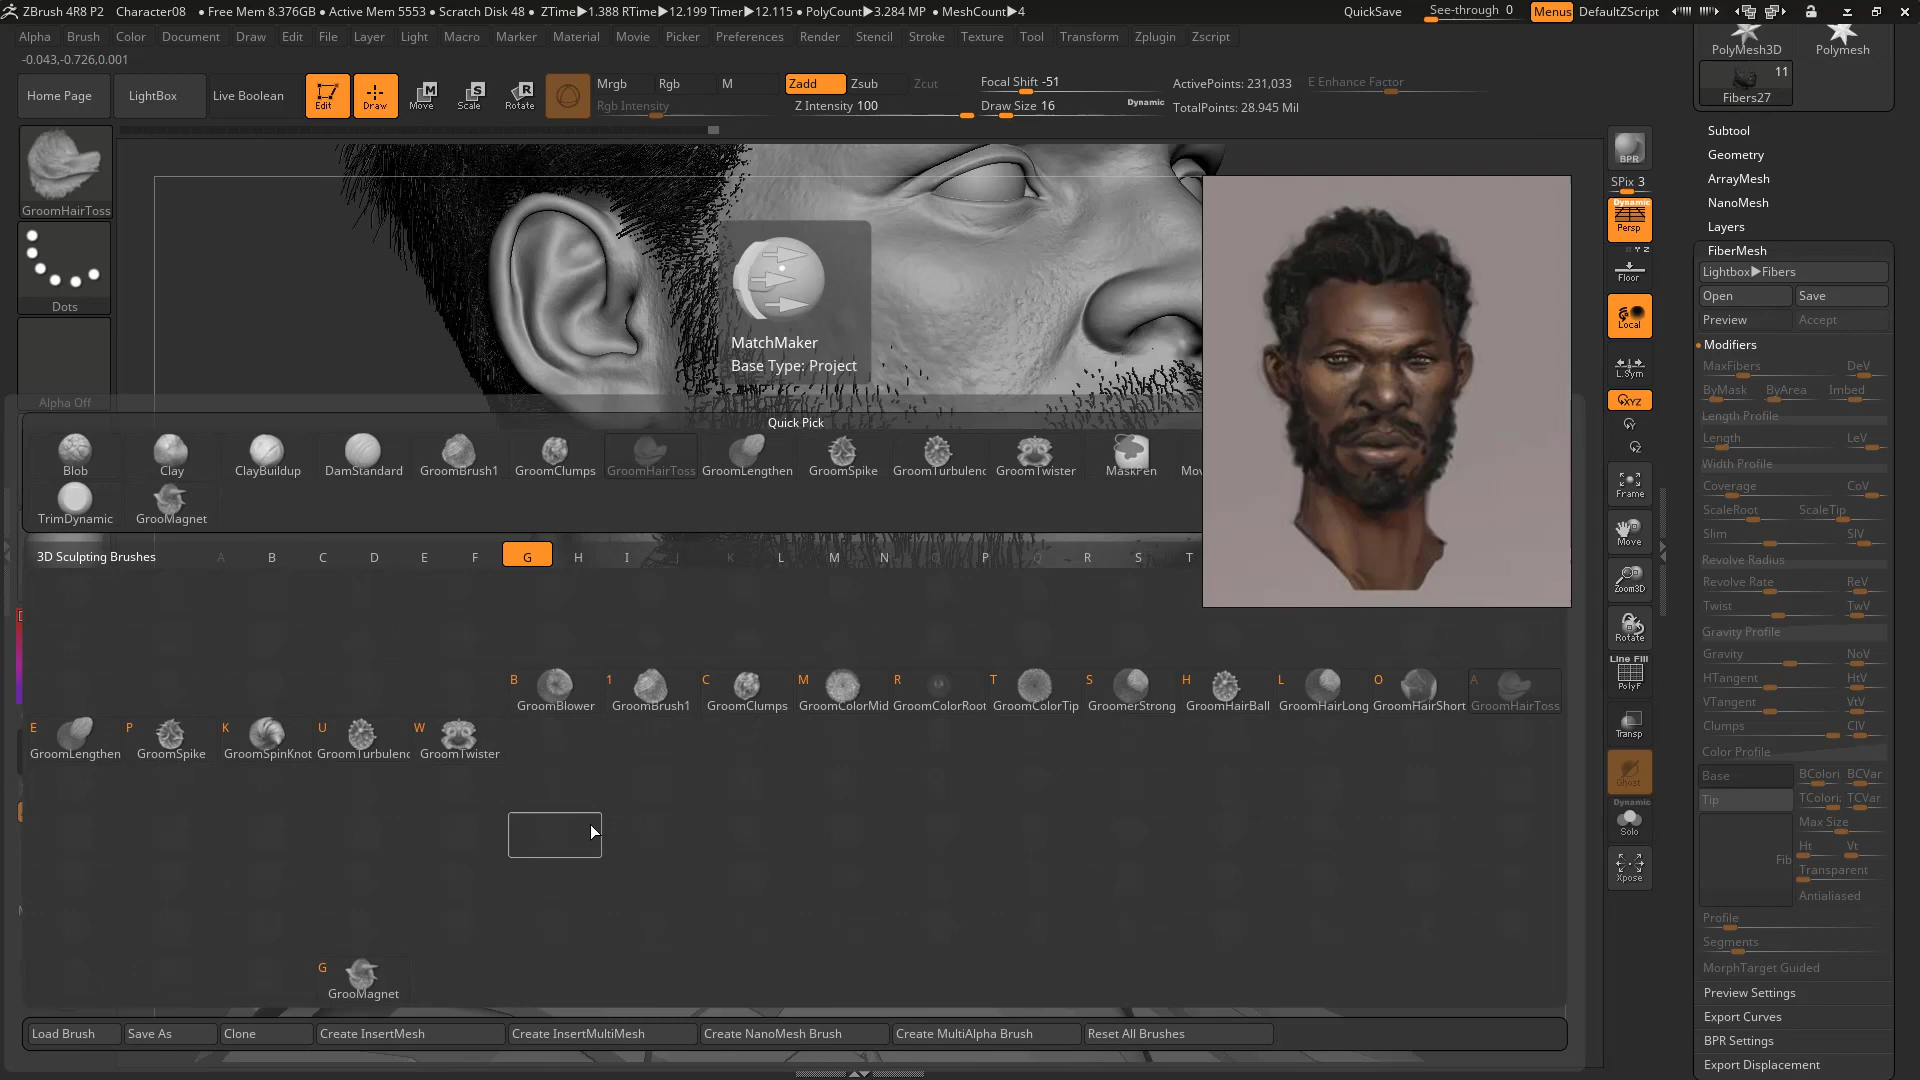 ZBrush 4R8 P2 Character08 • Free Mem 8.376GB • Active Mem 5553 • Scratch Disk 48 • ZTime▶1.388 RTime▶12.199 Timer▶12.115 • PolyCount▶3.284 MP • MeshCount▶4 QuickSave See-through 0 Menus DefaultZScript
Alpha Brush Color Document Draw Edit File Layer Light Macro Marker Material Movie Picker Preferences Render Stencil Stroke Texture Tool Transform Zplugin Zscript
-0.043,-0.726,0.001
Home Page LightBox Live Boolean Edit Draw Move Scale Rotate
Mrgb Rgb M Zadd Zsub Zcut Focal Shift -51 ActivePoints: 231,033 E Enhance Factor
Rgb Intensity Z Intensity 100 Draw Size 16 Dynamic TotalPoints: 28.945 Mil
PolyMesh3D Polymesh
11
Fibers27
GroomHairToss
Dots
Alpha Off
MatchMaker
Base Type: Project
Quick Pick
Blob Clay ClayBuildup DamStandard GroomBrush1 GroomClumps GroomHairToss GroomLengthen GroomSpike GroomTurbulenc GroomTwister MaskPen Mov
TrimDynamic GrooMagnet
3D Sculpting Brushes A B C D E F G H I J K L M N O P Q R S T
B GroomBlower
1 GroomBrush1
C GroomClumps
M GroomColorMid
R GroomColorRoot
T GroomColorTip
S GroomerStrong
H GroomHairBall
L GroomHairLong
O GroomHairShort
A GroomHairToss
E GroomLengthen
P GroomSpike
K GroomSpinKnot
U GroomTurbulenc
W GroomTwister
G GrooMagnet
Load Brush Save As Clone Create InsertMesh Create InsertMultiMesh Create NanoMesh Brush Create MultiAlpha Brush Reset All Brushes
BPR
SPix 3
Dynamic
Persp
Floor
Local
L.Sym
XYZ
Frame
Move
Zoom3D
Rotate
Line Fill
PolyF
Transp
Ghost
Dynamic
Solo
Xpose
Subtool
Geometry
ArrayMesh
NanoMesh
Layers
FiberMesh
Lightbox▶Fibers
Open Save
Preview Accept
Modifiers
MaxFibers DeV
ByMask ByArea Imbed
Length Profile
Length LeV
Width Profile
Coverage CoV
ScaleRoot ScaleTip
Slim SlV
Revolve Radius
Revolve Rate ReV
Twist TwV
Gravity Profile
Gravity NoV
HTangent HtV
VTangent VtV
Clumps ClV
Color Profile
Base BColori BCVar
Tip TColori: TCVar
Max Size
Ht Vt
Fib Transparent
Antialiased
Profile
Segments
MorphTarget Guided
Preview Settings
Export Curves
BPR Settings
Export Displacement